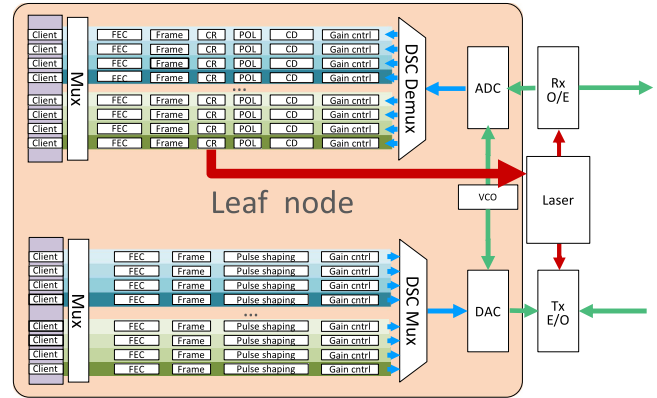 Client FEC Frame CR POL CD Gain cntrl
Client FEC Frame CR POL CD Gain cntrl
Client FEC Frame CR POL CD Gain cntrl
Client FEC Frame CR POL CD Gain cntrl
...
Client FEC Frame CR POL CD Gain cntrl
Client FEC Frame CR POL CD Gain cntrl
Client FEC Frame CR POL CD Gain cntrl
Client FEC Frame CR POL CD Gain cntrl
Mux
DSC Demux
ADC
Rx
O/E
Leaf node
VCO
Laser
Client FEC Frame Pulse shaping Gain cntrl
Client FEC Frame Pulse shaping Gain cntrl
Client FEC Frame Pulse shaping Gain cntrl
Client FEC Frame Pulse shaping Gain cntrl
...
Client FEC Frame Pulse shaping Gain cntrl
Client FEC Frame Pulse shaping Gain cntrl
Client FEC Frame Pulse shaping Gain cntrl
Client FEC Frame Pulse shaping Gain cntrl
Mux
DSC Mux
DAC
Tx
E/O